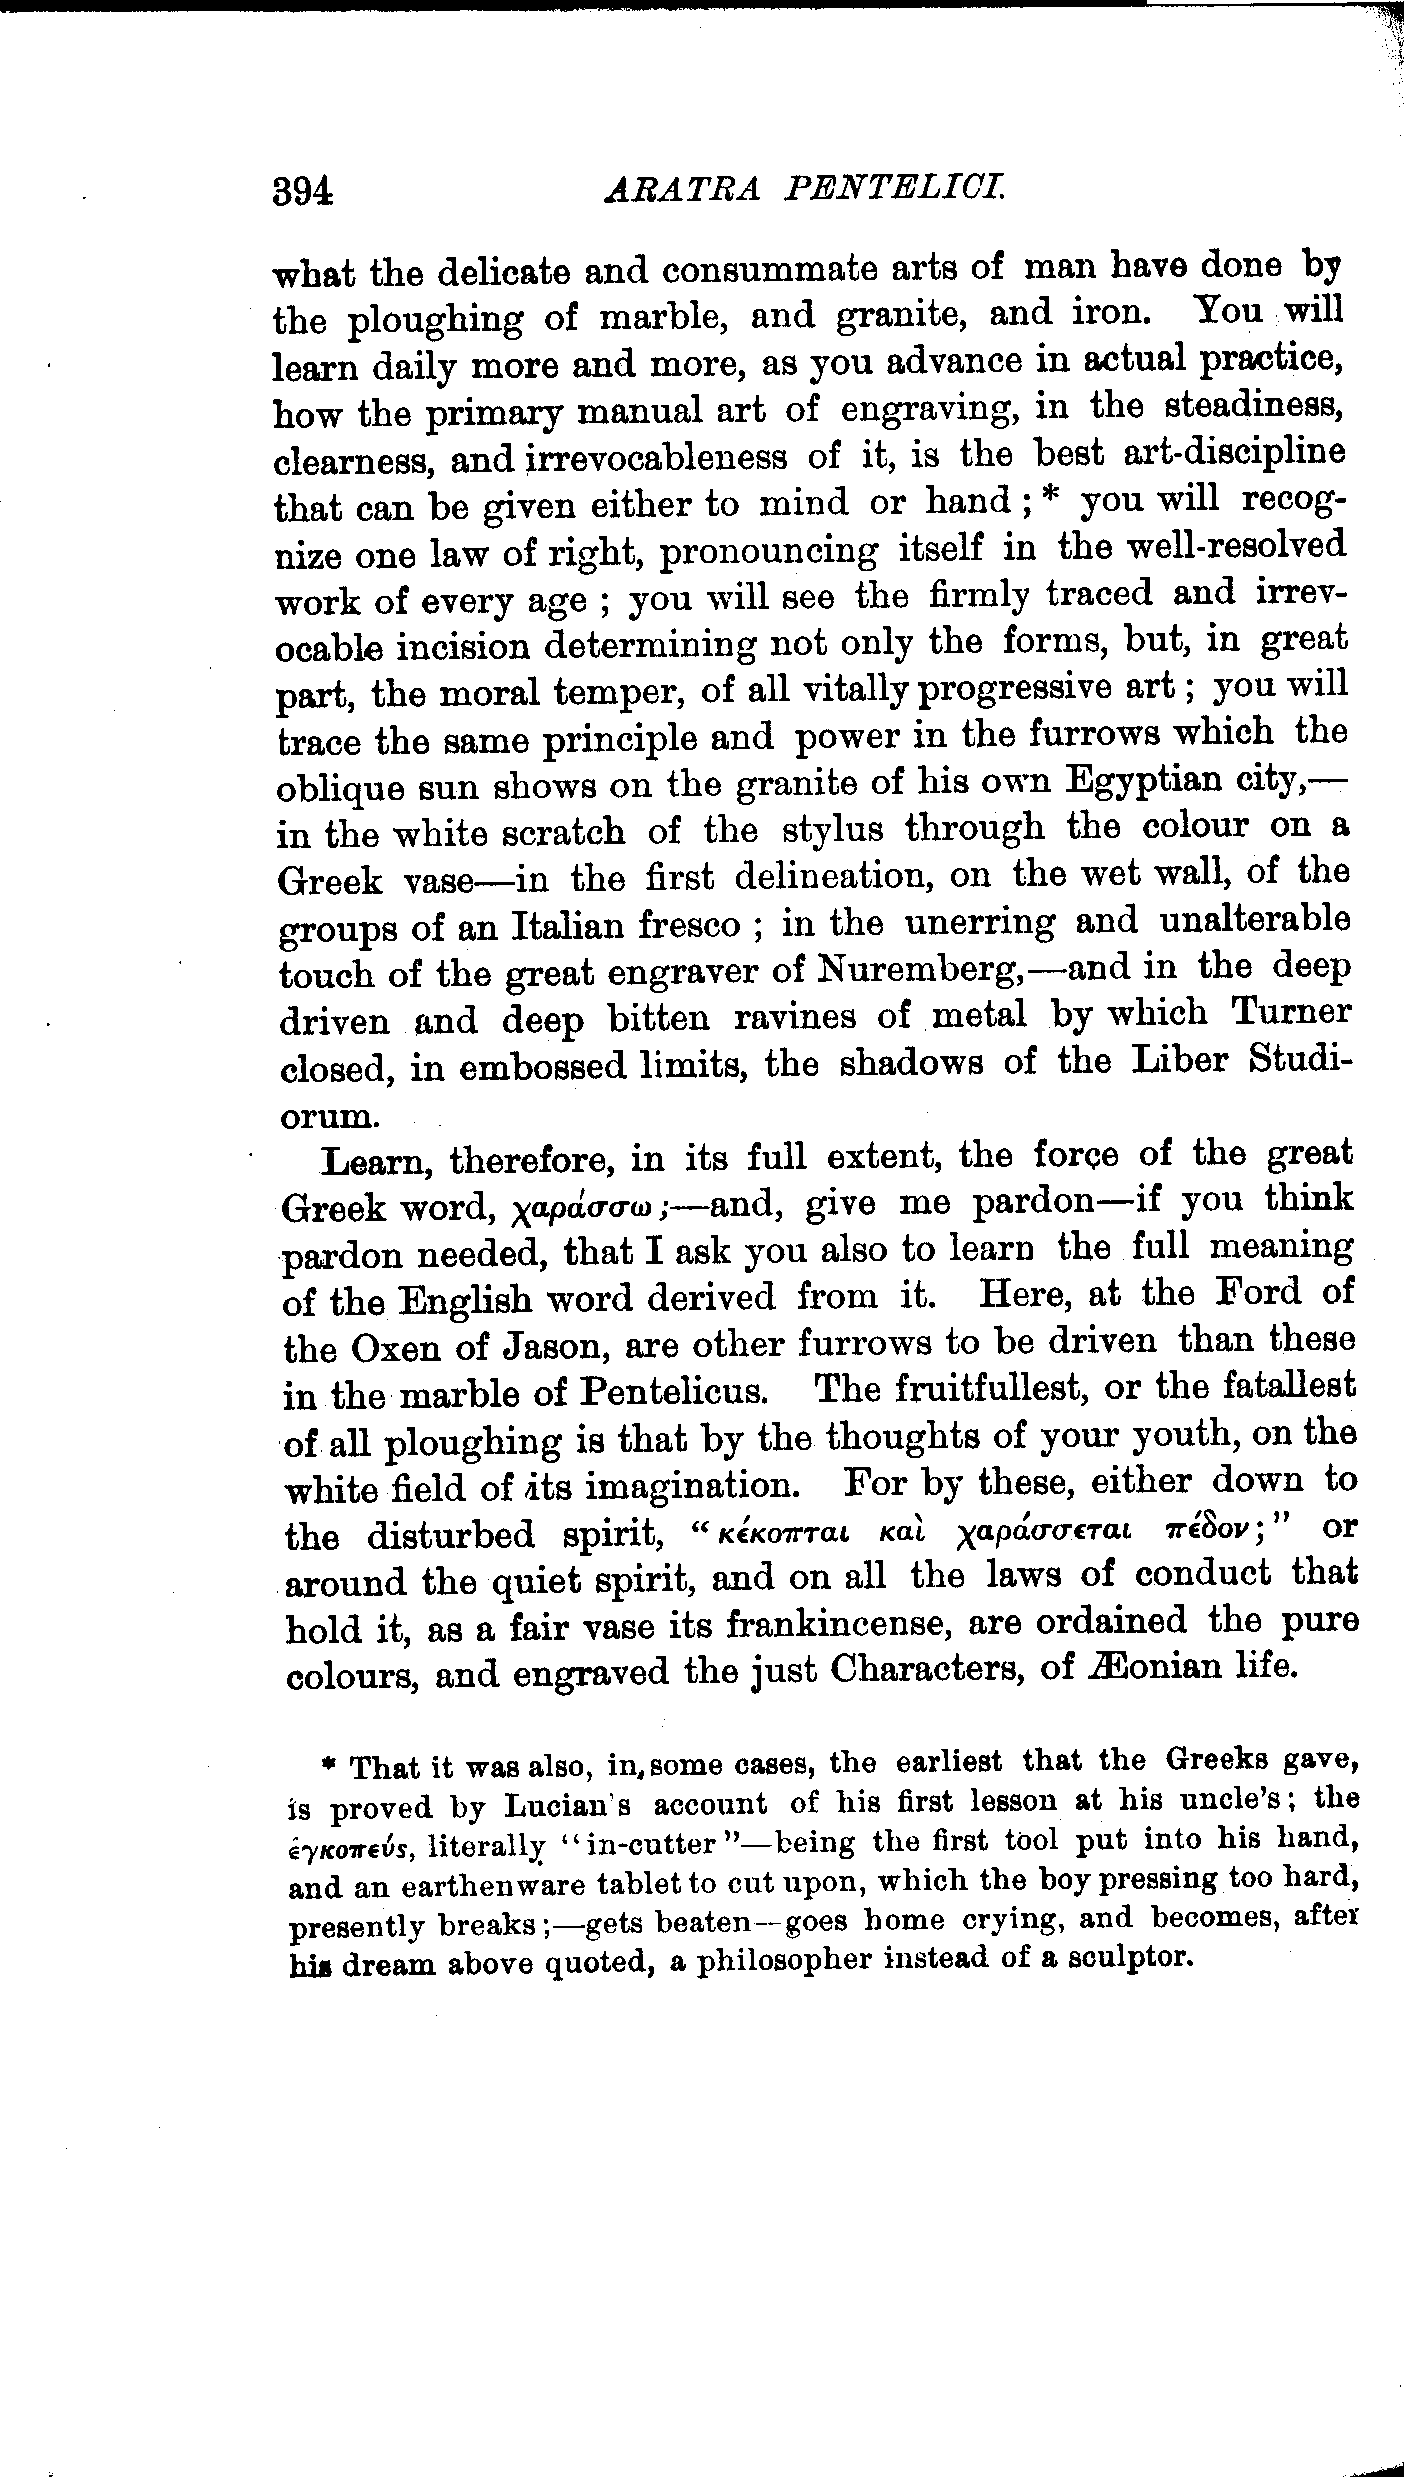 394 ARATRA PENTELICI.
what the delicate and consummate arts of man have done by
the ploughing of marble, and granite, and iron. You will
learn daily more and more, as you advance in actual practice,
how the primary manual art of engraving, in the steadiness,
clearness, and irrevocableness of it, is the best art-discipline
that can be given either to mind or hand ; * you will recog-
nize one law of right, pronouncing itself in the well-resolved
work of every age ; you will see the firmly traced and irrev-
ocable incision determining not only the forms, but, in great
part, the moral temper, of all vitally progressive art ; you will
trace the same principle and power in the furrows which the
oblique sun shows on the granite of his own Egyptian city,—
in the white scratch of the stylus through the colour on a
Greek vase—in the first delineation, on the wet wall, of the
groups of an Italian fresco ; in the unerring and unalterable
touch of the great engraver of Nuremberg,—and in the deep
driven and deep bitten ravines of metal by which Turner
closed, in embossed limits, the shadows of the Liber Studi-
orum.
Learn, therefore, in its full extent, the force of the great
Greek word, χαράσσω ;—and, give me pardon—if you think
pardon needed, that I ask you also to learn the full meaning
of the English word derived from it. Here, at the Ford of
the Oxen of Jason, are other furrows to be driven than these
in the marble of Pentelicus. The fruitfullest, or the fatallest
of all ploughing is that by the thoughts of your youth, on the
white field of its imagination. For by these, either down to
the disturbed spirit, “ κέκοπται καὶ χαράσσεται πέδον ; ” or
around the quiet spirit, and on all the laws of conduct that
hold it, as a fair vase its frankincense, are ordained the pure
colours, and engraved the just Characters, of Æonian life.
* That it was also, in some cases, the earliest that the Greeks gave,
is proved by Lucian's account of his first lesson at his uncle's ; the
ἐγκοπεύς, literally “in-cutter”—being the first tool put into his hand,
and an earthenware tablet to cut upon, which the boy pressing too hard,
presently breaks ;—gets beaten—goes home crying, and becomes, after
his dream above quoted, a philosopher instead of a sculptor.